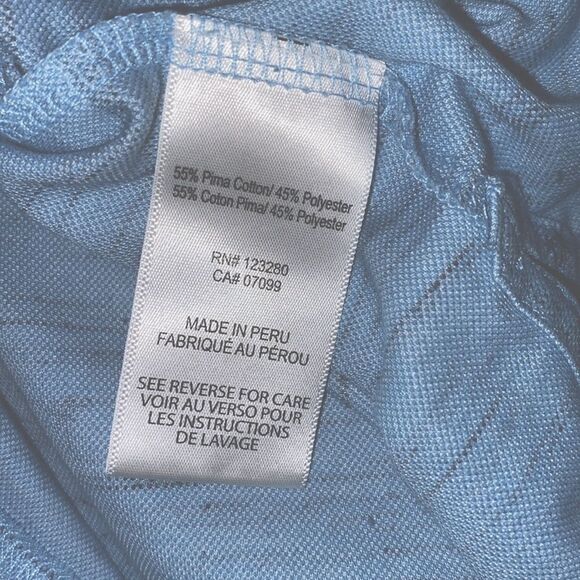 55% Pima Cotton/ 45% Polyester
55% Coton Pima/ 45% Polyester
RN# 123280
CA# 07099
MADE IN PERU
FABRIQUÉ AU PÉROU
SEE REVERSE FOR CARE
VOIR AU VERSO POUR
LES INSTRUCTIONS
DE LAVAGE